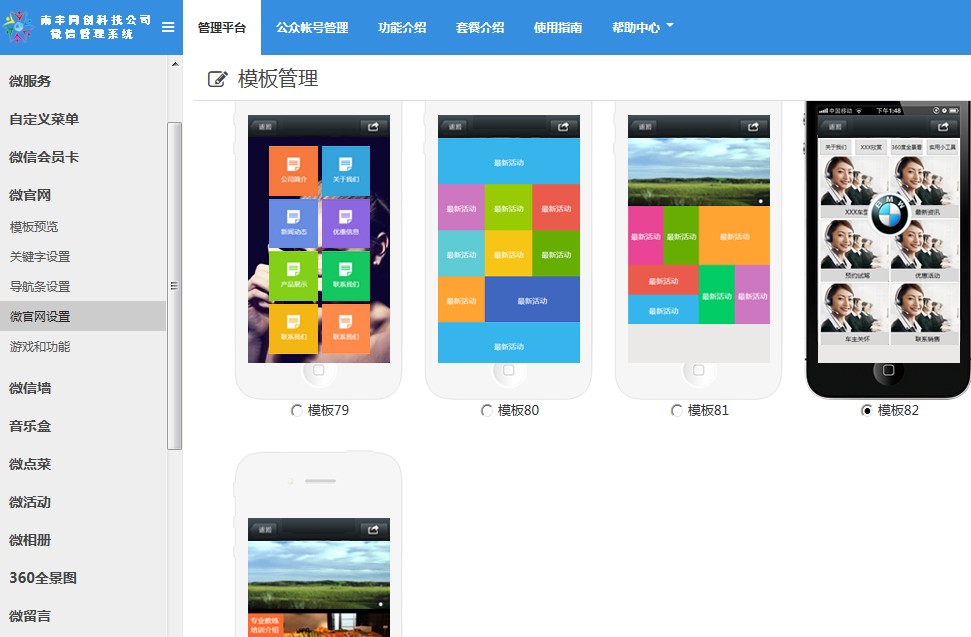 南丰同创科技公司
微信管理系统
管理平台
公众帐号管理
功能介绍
套餐介绍
使用指南
帮助中心
微服务
自定义菜单
微信会员卡
微官网
模板预览
关键字设置
导航条设置
微官网设置
游戏和功能
微信墙
音乐盒
微点菜
微活动
微相册
360全景图
微留言
模板管理
返回
公司简介
关于我们
新闻动态
优惠信息
产品展示
联系我们
联系我们
联系我们
模板79
返回
最新活动
最新活动
最新活动
最新活动
最新活动
最新活动
最新活动
最新活动
最新活动
最新活动
模板80
返回
最新活动
最新活动
最新活动
最新活动
最新活动
最新活动
最新活动
模板81
中国移动
下午1:48
返回
关于我们
XXX欣赏
360度全景看
实用小工具
BMW
XXX车型
最新资讯
预约试驾
优惠活动
车主关怀
联系销售
模板82
返回
专业教练
培训介绍